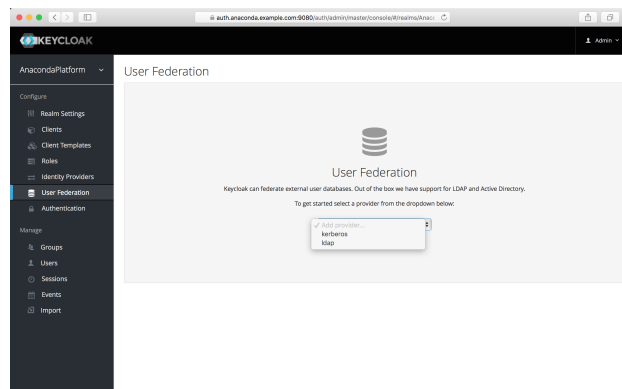 auth.anaconda.example.com:9080/auth/admin/master/console/#/realms/Anaco
KEYCLOAK
Admin
AnacondaPlatform
User Federation
Configure
Realm Settings
Clients
Client Templates
Roles
Identity Providers
User Federation
Authentication
Manage
Groups
Users
Sessions
Events
Import
User Federation
Keycloak can federate external user databases. Out of the box we have support for LDAP and Active Directory.
To get started select a provider from the dropdown below:
Add provider...
kerberos
ldap